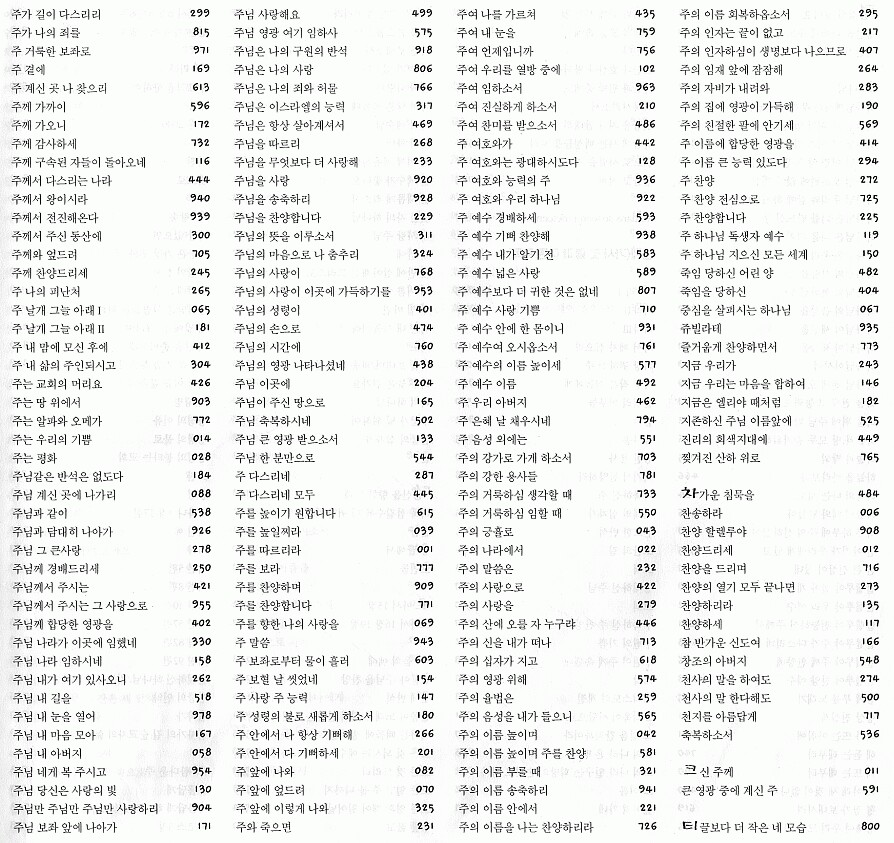 주가 길이 다스리리 299
주가 나의 죄를 815
주 거룩한 보좌로 971
주 곁에 169
주 계신 곳 나 찾으리 613
주께 가까이 596
주께 가오니 172
주께 감사하세 732
주께 구속된 자들이 돌아오네 116
주께서 다스리는 나라 444
주께서 왕이시라 940
주께서 전진해온다 939
주께서 주신 동산에 300
주께와 엎드려 705
주께 찬양드리세 245
주 나의 피난처 265
주 날개 그늘 아래 I 065
주 날개 그늘 아래 II 181
주 내 맘에 모신 후에 412
주 내 삶의 주인되시고 304
주는 교회의 머리요 426
주는 땅 위에서 903
주는 알파와 오메가 772
주는 우리의 기쁨 014
주는 평화 028
주님같은 반석은 없도다 184
주님 계신 곳에 나가리 088
주님과 같이 538
주님과 담대히 나아가 926
주님 그 큰사랑 278
주님께 경배드리세 250
주님께서 주시는 421
주님께서 주시는 그 사랑으로 955
주님께 합당한 영광을 402
주님 나라가 이곳에 임했네 330
주님 나라 임하시네 158
주님 내가 여기 있사오니 262
주님 내 길을 518
주님 내 눈을 열어 978
주님 내 마음 모아 167
주님 내 아버지 058
주님 네게 복 주시고 954
주님 당신은 사랑의 빛 130
주님만 주님만 주님만 사랑하리 904
주님 보좌 앞에 나아가 171
주님 사랑해요 499
주님 영광 여기 임하사 575
주님은 나의 구원의 반석 918
주님은 나의 사랑 806
주님은 나의 죄와 허물 766
주님은 이스라엘의 능력 317
주님은 항상 살아계셔서 469
주님을 따르리 268
주님을 무엇보다 더 사랑해 233
주님을 사랑 920
주님을 송축하리 928
주님을 찬양합니다 229
주님의 뜻을 이루소서 311
주님의 마음으로 나 춤추리 324
주님의 사랑이 768
주님의 사랑이 이곳에 가득하기를 953
주님의 성령이 401
주님의 손으로 474
주님의 시간에 760
주님의 영광 나타나셨네 438
주님 이곳에 204
주님이 주신 땅으로 165
주님 축복하시네 502
주님 큰 영광 받으소서 133
주님 한 분만으로 544
주 다스리네 287
주 다스리네 모두 445
주를 높이기 원합니다 615
주를 높일찌라 039
주를 따르리라 001
주를 보라 777
주를 찬양하며 909
주를 찬양합니다 771
주를 향한 나의 사랑을 069
주 말씀 943
주 보좌로부터 물이 흘러 603
주 보혈 날 씻었네 154
주 사랑 주 능력 147
주 성령의 불로 새롭게 하소서 180
주 안에서 나 항상 기뻐해 266
주 안에서 다 기뻐하세 201
주 앞에 나와 082
주 앞에 엎드려 070
주 앞에 이렇게 나와 325
주와 죽으면 231
주여 나를 가르쳐 435
주여 내 눈을 759
주여 언제입니까 756
주여 우리를 열방 중에 102
주여 임하소서 963
주여 진실하게 하소서 210
주여 찬미를 받으소서 486
주 여호와가 442
주 여호와는 광대하시도다 128
주 여호와 능력의 주 936
주 여호와 우리 하나님 922
주 예수 경배하세 593
주 예수 기뻐 찬양해 938
주 예수 내가 알기 전 583
주 예수 넓은 사랑 589
주 예수보다 더 귀한 것은 없네 807
주 예수 사랑 기쁨 710
주 예수 안에 한 몸이니 931
주 예수여 오시옵소서 761
주 예수의 이름 높이세 577
주 예수 이름 492
주 우리 아버지 462
주 은혜 날 채우시네 794
주 음성 외에는 551
주의 강가로 가게 하소서 703
주의 강한 용사들 781
주의 거룩하심 생각할 때 733
주의 거룩하심 임할 때 550
주의 긍휼로 043
주의 나라에서 022
주의 말씀은 232
주의 사랑으로 422
주의 사랑을 279
주의 산에 오를 자 누구랴 446
주의 신을 내가 떠나 713
주의 십자가 지고 618
주의 영광 위해 574
주의 율법은 259
주의 음성을 내가 들으니 565
주의 이름 높이며 042
주의 이름 높이며 주를 찬양 581
주의 이름 부를 때 321
주의 이름 송축하리 941
주의 이름 안에서 221
주의 이름을 나는 찬양하리라 726
주의 이름 회복하옵소서 295
주의 인자는 끝이 없고 217
주의 인자하심이 생명보다 나으므로 407
주의 임재 앞에 잠잠해 264
주의 자비가 내려와 283
주의 집에 영광이 가득해 190
주의 친절한 팔에 안기세 569
주 이름에 합당한 영광을 414
주 이름 큰 능력 있도다 294
주 찬양 272
주 찬양 전심으로 725
주 찬양합니다 225
주 하나님 독생자 예수 119
주 하나님 지으신 모든 세계 150
죽임 당하신 어린 양 482
죽임을 당하신 404
중심을 살피시는 하나님 067
쥬빌라테 935
즐거웁게 찬양하면서 773
지금 우리가 243
지금 우리는 마음을 합하여 146
지금은 엘리야 때처럼 182
지존하신 주님 이름앞에 525
진리의 회색지대에 449
찢겨진 산하 위로 765
차가운 침묵을 484
찬송하라 006
찬양 할렐루야 908
찬양드리세 012
찬양을 드리며 716
찬양의 열기 모두 끝나면 273
찬양하리라 135
찬양하세 117
참 반가운 신도여 166
창조의 아버지 548
천사의 말을 하여도 274
천사의 말 한다해도 500
천지를 아름답게 717
축복하소서 536
크신 주께 011
큰 영광 중에 계신 주 591
티끌보다 더 작은 네 모습 800